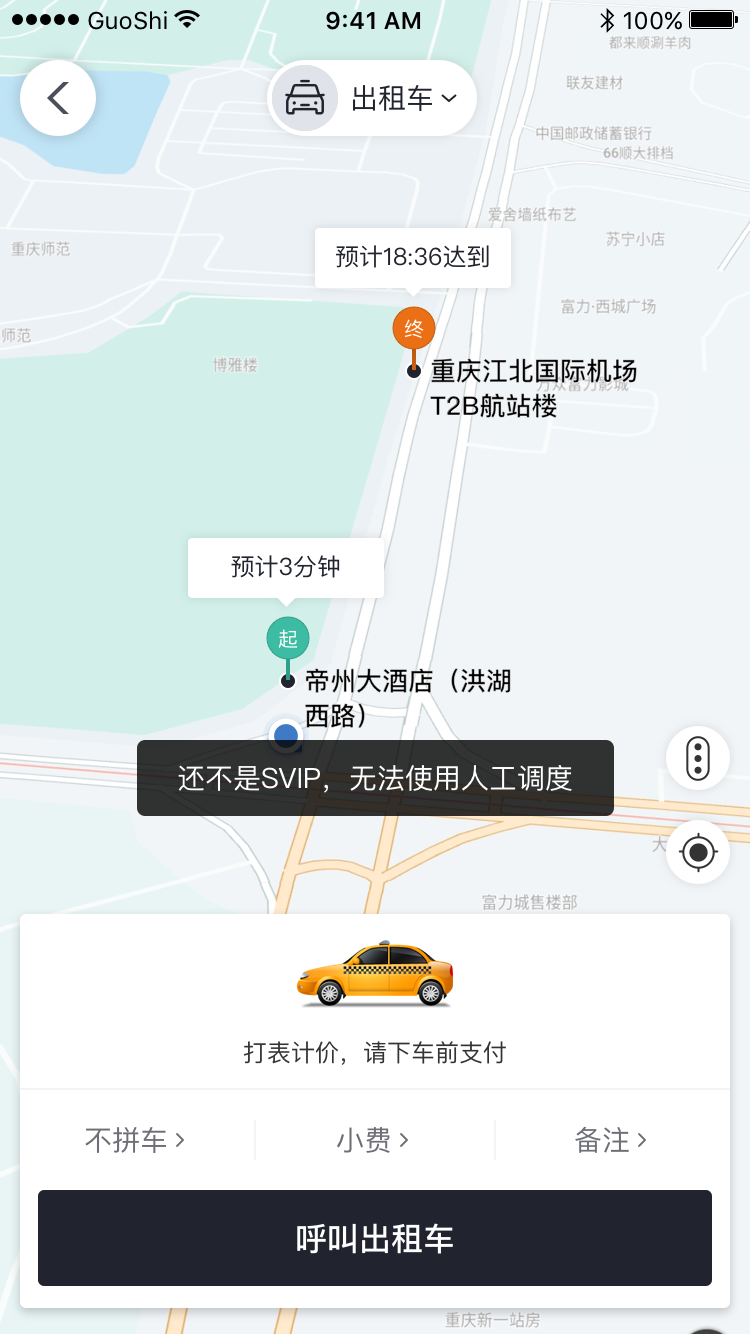 GuoShi 9:41 AM 100%
都来顺涮羊肉
出租车
联友建材
中国邮政储蓄银行
66顺大排档
爱舍墙纸布艺
苏宁小店
重庆师范
预计18:36达到
富力·西城广场
终
师范
博雅楼
重庆江北国际机场
万众富力影城
T2B航站楼
预计3分钟
起
帝州大酒店（洪湖
西路）
还不是SVIP，无法使用人工调度
大
富力城售楼部
打表计价，请下车前支付
不拼车
小费
备注
呼叫出租车
重庆新一站房